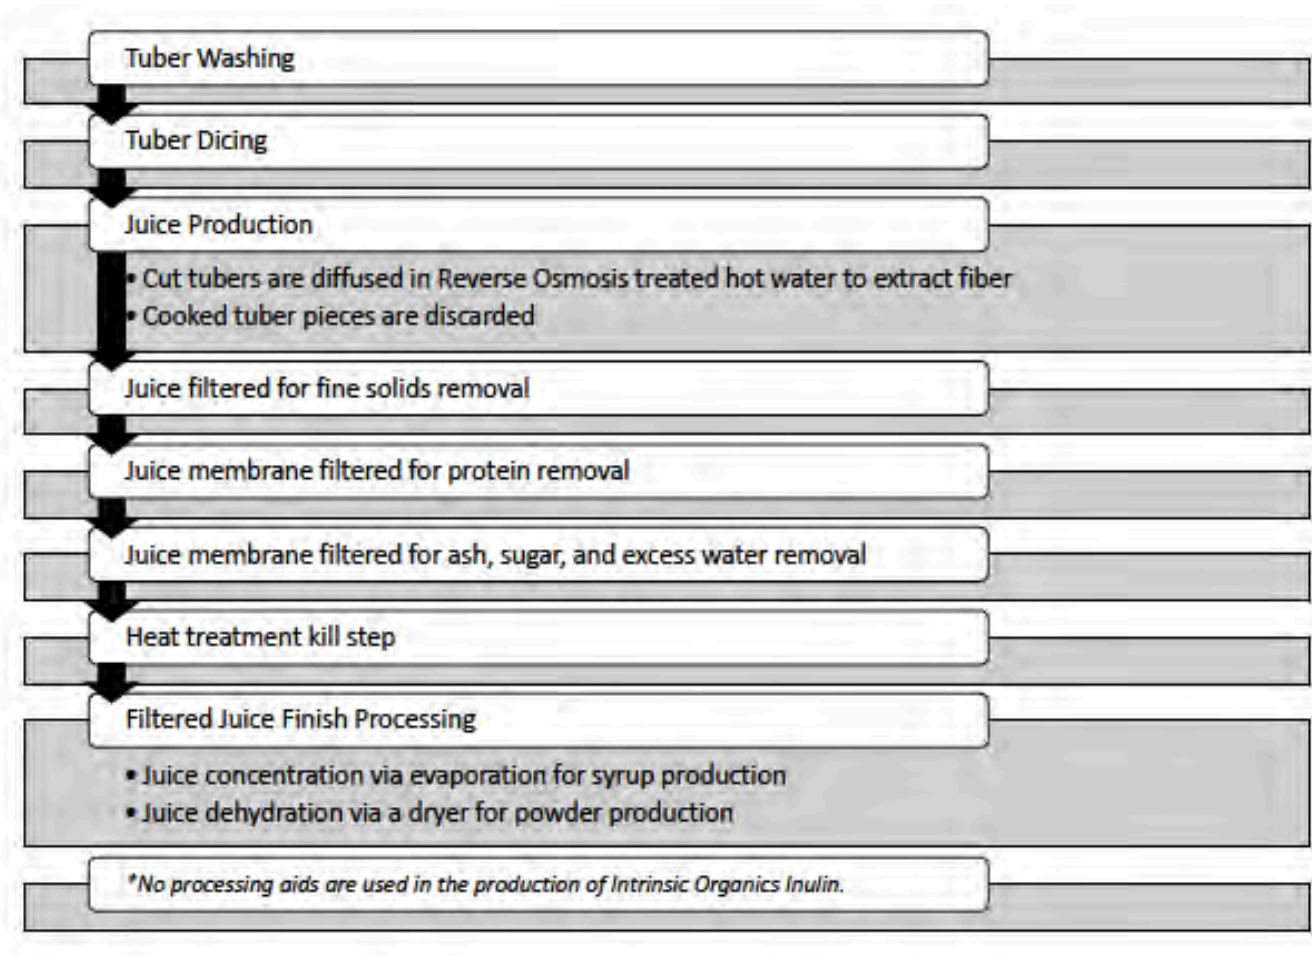 Tuber Washing
Tuber Dicing
Juice Production
• Cut tubers are diffused in Reverse Osmosis treated hot water to extract fiber
• Cooked tuber pieces are discarded
Juice filtered for fine solids removal
Juice membrane filtered for protein removal
Juice membrane filtered for ash, sugar, and excess water removal
Heat treatment kill step
Filtered Juice Finish Processing
• Juice concentration via evaporation for syrup production
• Juice dehydration via a dryer for powder production
*No processing aids are used in the production of Intrinsic Organics Inulin.